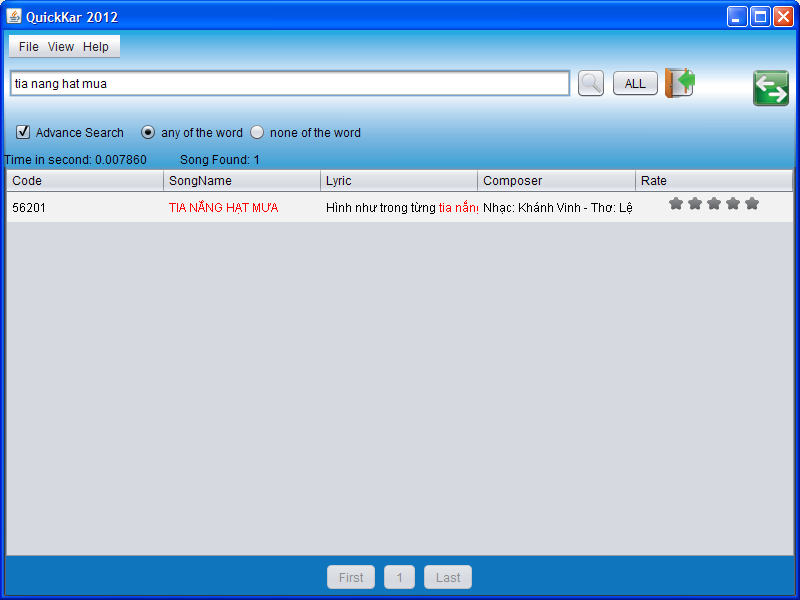 QuickKar 2012
File View Help
tia nang hat mua
ALL
Advance Search any of the word none of the word
Time in second: 0.007860 Song Found: 1
Code SongName Lyric Composer Rate
56201 TIA NẮNG HẠT MƯA Hình như trong từng tia nắng Nhạc: Khánh Vinh - Thơ: Lệ
First 1 Last